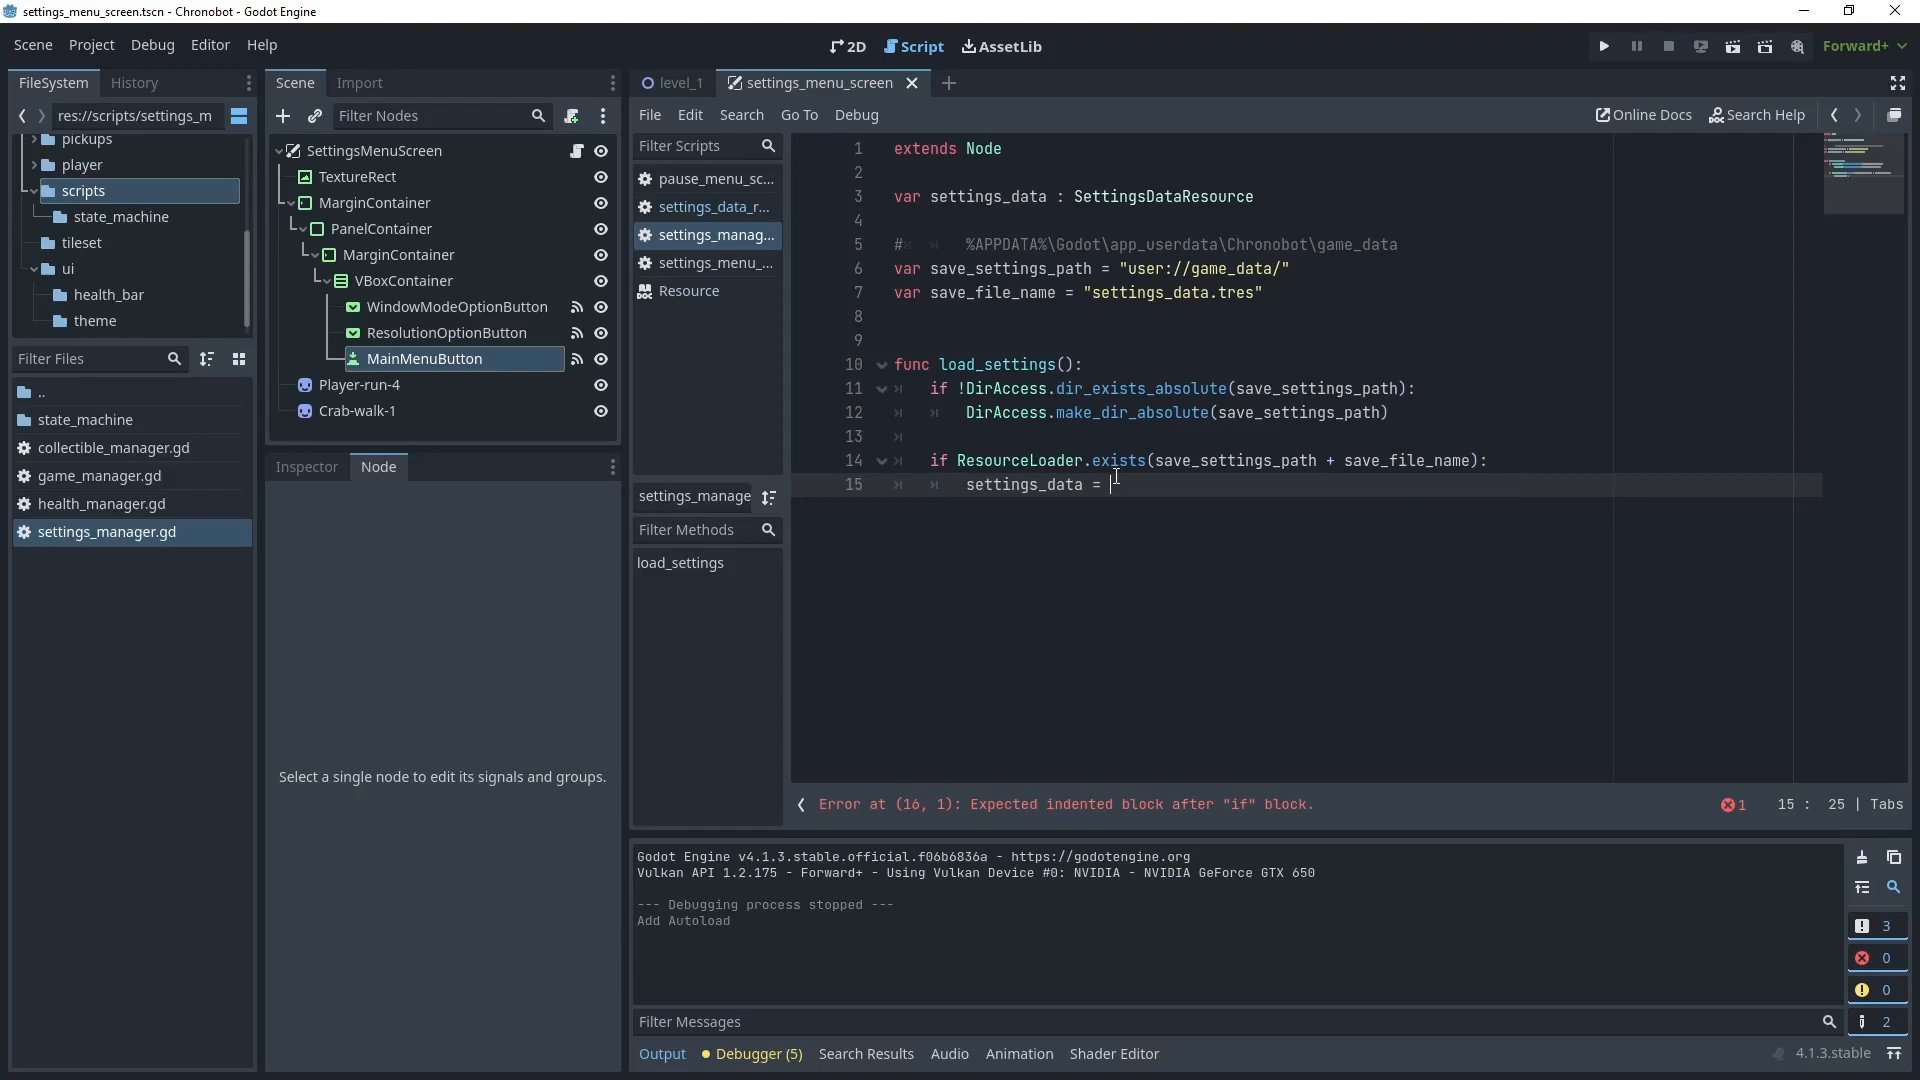 settings_menu_screen.tscn - Chronobot - Godot Engine
Scene Project Debug Editor Help
2D Script AssetLib
Forward+
FileSystem History
res://scripts/settings_m
pickups
player
scripts
state_machine
tileset
ui
health_bar
theme
Filter Files
..
state_machine
collectible_manager.gd
game_manager.gd
health_manager.gd
settings_manager.gd
Scene Import
Filter Nodes
SettingsMenuScreen
TextureRect
MarginContainer
PanelContainer
MarginContainer
VBoxContainer
WindowModeOptionButton
ResolutionOptionButton
MainMenuButton
Player-run-4
Crab-walk-1
Inspector Node
Select a single node to edit its signals and groups.
level_1 settings_menu_screen
File Edit Search Go To Debug
Online Docs Search Help
Filter Scripts
pause_menu_sc...
settings_data_r...
settings_manag...
settings_menu_...
Resource
settings_manage
Filter Methods
load_settings
1 extends Node
2
3 var settings_data : SettingsDataResource
4
5 # %APPDATA%\Godot\app_userdata\Chronobot\game_data
6 var save_settings_path = "user://game_data/"
7 var save_file_name = "settings_data.tres"
8
9
10 func load_settings():
11 if !DirAccess.dir_exists_absolute(save_settings_path):
12 DirAccess.make_dir_absolute(save_settings_path)
13
14 if ResourceLoader.exists(save_settings_path + save_file_name):
15 settings_data =
Error at (16, 1): Expected indented block after "if" block.
1 15 : 25 | Tabs
Godot Engine v4.1.3.stable.official.f06b6836a - https://godotengine.org
Vulkan API 1.2.175 - Forward+ - Using Vulkan Device #0: NVIDIA - NVIDIA GeForce GTX 650
--- Debugging process stopped ---
Add Autoload
3
0
0
2
Filter Messages
Output Debugger (5) Search Results Audio Animation Shader Editor
4.1.3.stable